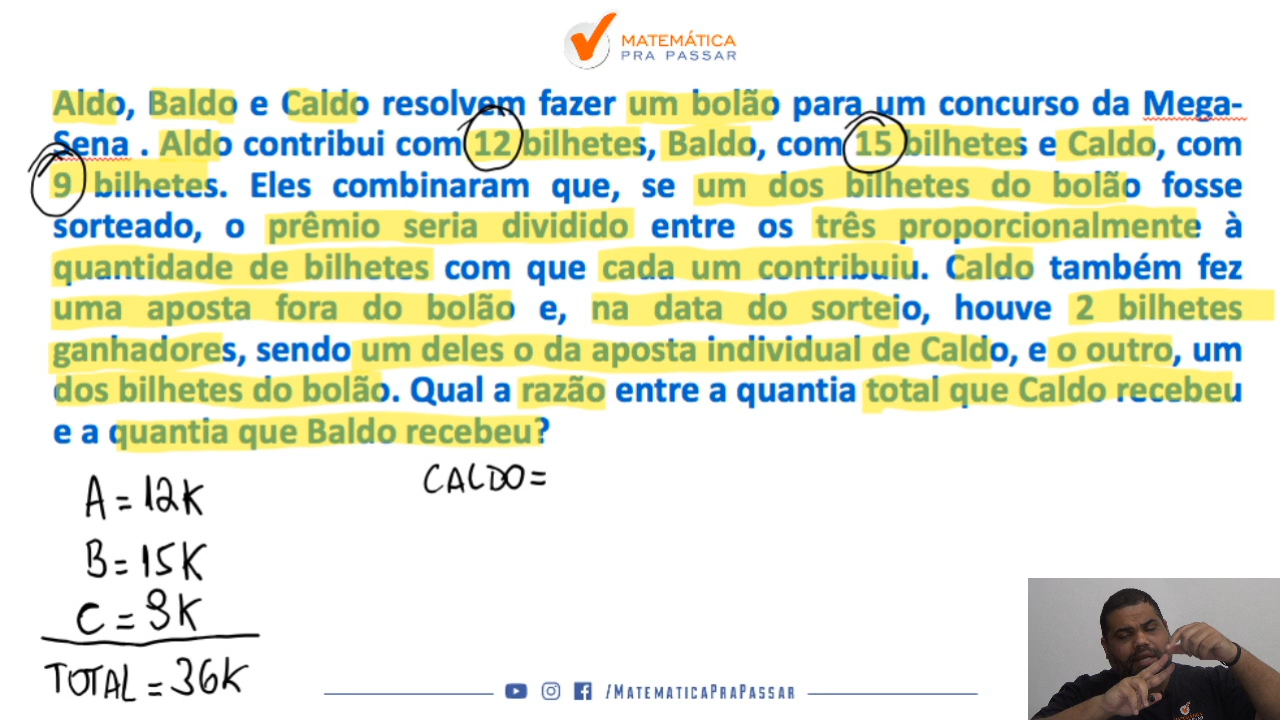 MATEMÁTICA
PRA PASSAR
Aldo, Baldo e Caldo resolvem fazer um bolão para um concurso da Mega-
Sena . Aldo contribui com 12 bilhetes, Baldo, com 15 bilhetes e Caldo, com
9 bilhetes. Eles combinaram que, se um dos bilhetes do bolão fosse
sorteado, o prêmio seria dividido entre os três proporcionalmente à
quantidade de bilhetes com que cada um contribuiu. Caldo também fez
uma aposta fora do bolão e, na data do sorteio, houve 2 bilhetes
ganhadores, sendo um deles o da aposta individual de Caldo, e o outro, um
dos bilhetes do bolão. Qual a razão entre a quantia total que Caldo recebeu
e a quantia que Baldo recebeu?
CALDO=
A = 12K
B = 15K
C = 9K
TOTAL = 36K
/MATEMATICAPRAPASSAR